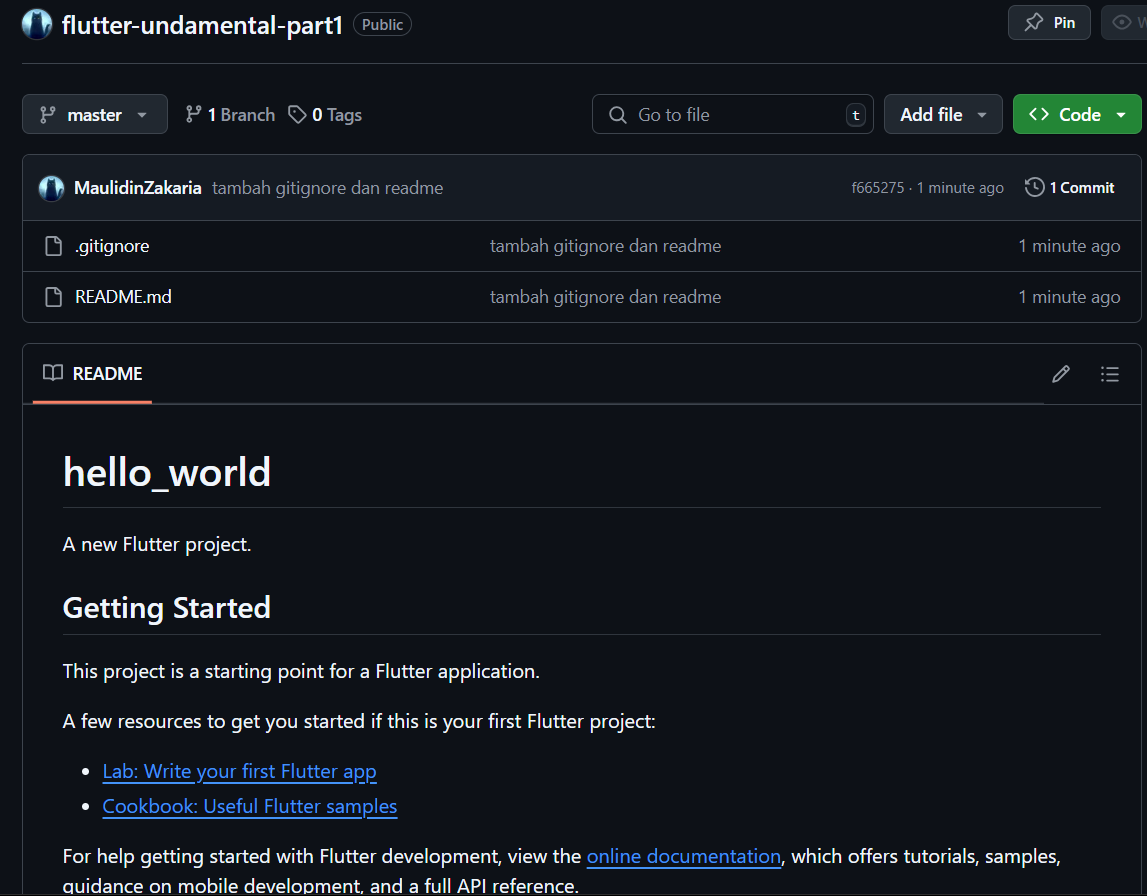 flutter-undamental-part1 Public Pin
master 1 Branch 0 Tags Go to file t Add file Code
MaulidinZakaria tambah gitignore dan readme f665275 · 1 minute ago 1 Commit
.gitignore tambah gitignore dan readme 1 minute ago
README.md tambah gitignore dan readme 1 minute ago
README
hello_world
A new Flutter project.
Getting Started
This project is a starting point for a Flutter application.
A few resources to get you started if this is your first Flutter project:
Lab: Write your first Flutter app
Cookbook: Useful Flutter samples
For help getting started with Flutter development, view the online documentation, which offers tutorials, samples,
guidance on mobile development, and a full API reference.